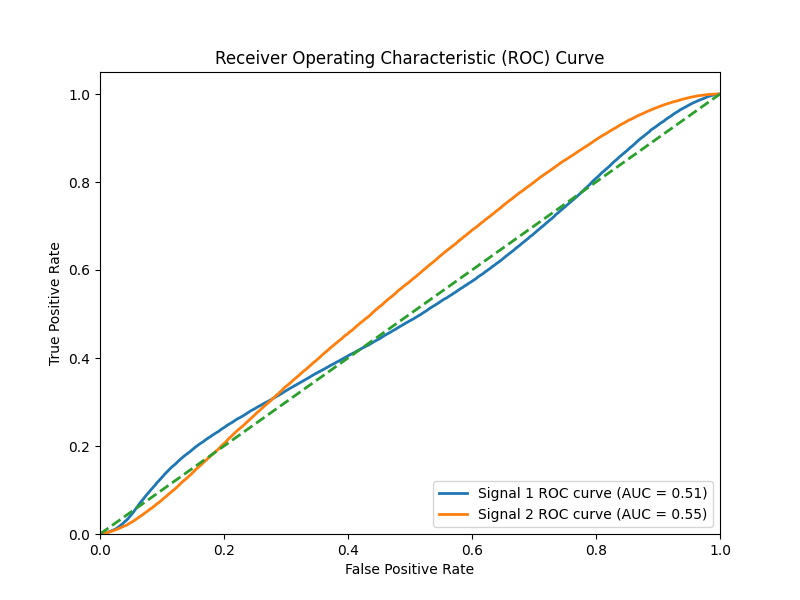 Receiver Operating Characteristic (ROC) Curve
1.0
0.8
0.6
0.4
0.2
0.0
True Positive Rate
Signal 1 ROC curve (AUC = 0.51)
Signal 2 ROC curve (AUC = 0.55)
0.0 0.2 0.4 0.6 0.8 1.0
False Positive Rate